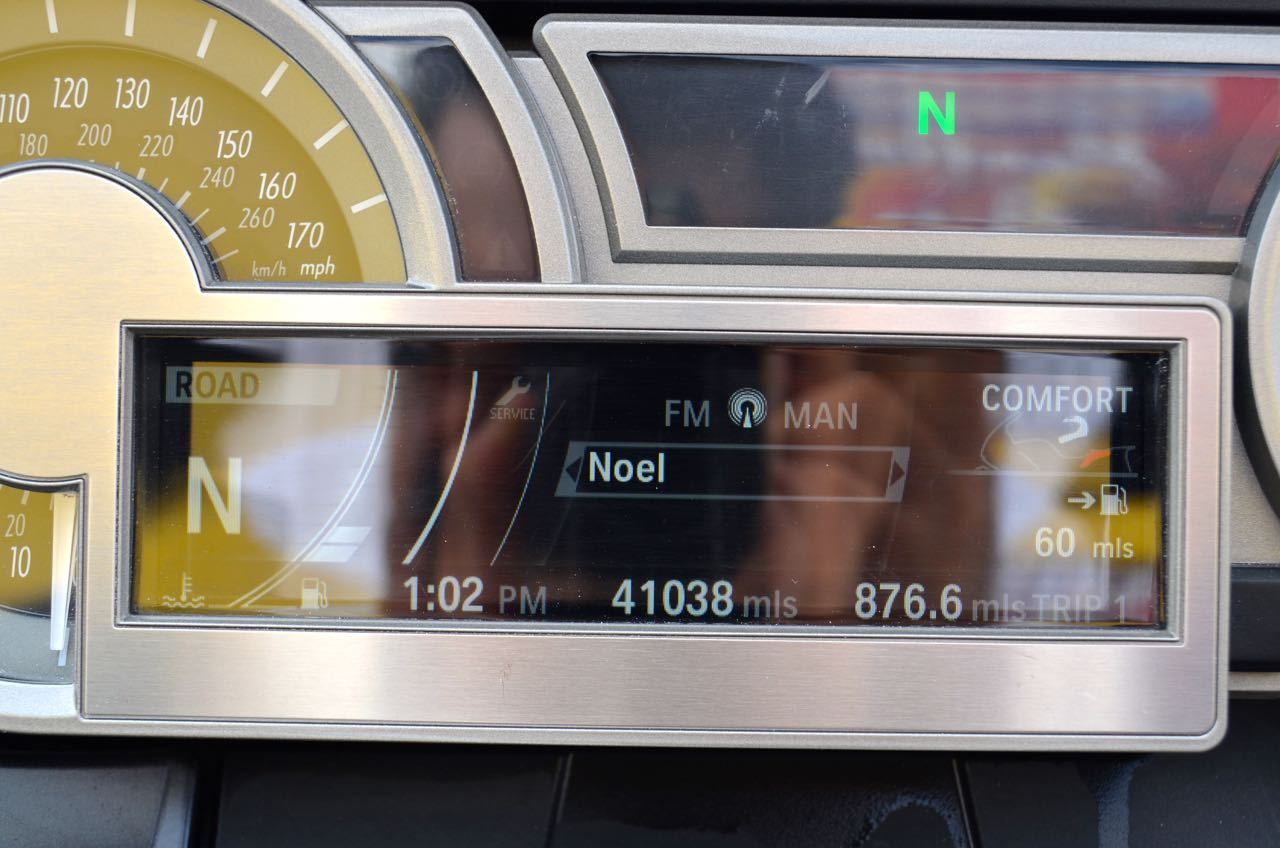 110 120 130 140 150 160 170
180 200 220 240 260
km/h mph
N
ROAD
SERVICE
FM MAN
COMFORT
Noel
N
60 mls
20
10
1:02 PM 41038 mls 876.6 mls TRIP 1